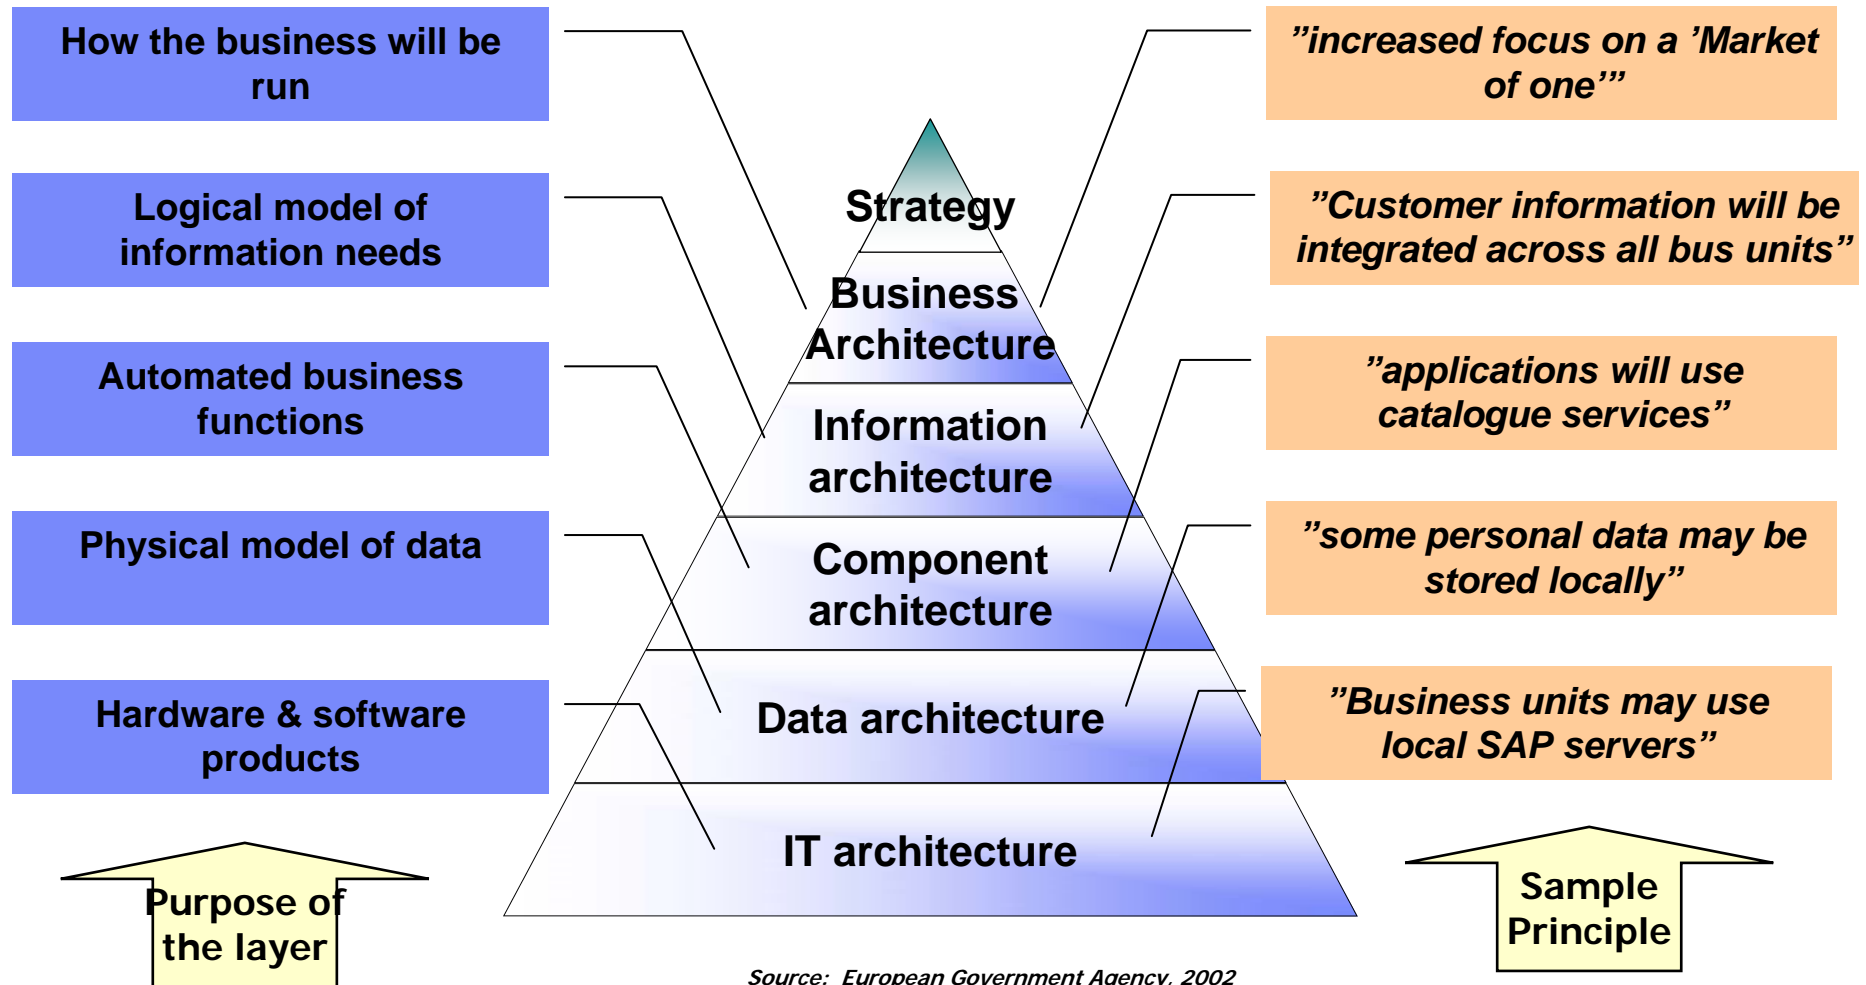 How the business will be
run
Logical model of
information needs
Automated business
functions
Physical model of data
Hardware & software
products
Purpose of
the layer
Strategy
Business
Architecture
Information
architecture
Component
architecture
Data architecture
IT architecture
”increased focus on a ’Market
of one’”
”Customer information will be
integrated across all bus units”
”applications will use
catalogue services”
”some personal data may be
stored locally”
”Business units may use
local SAP servers”
Sample
Principle
Source: European Government Agency, 2002